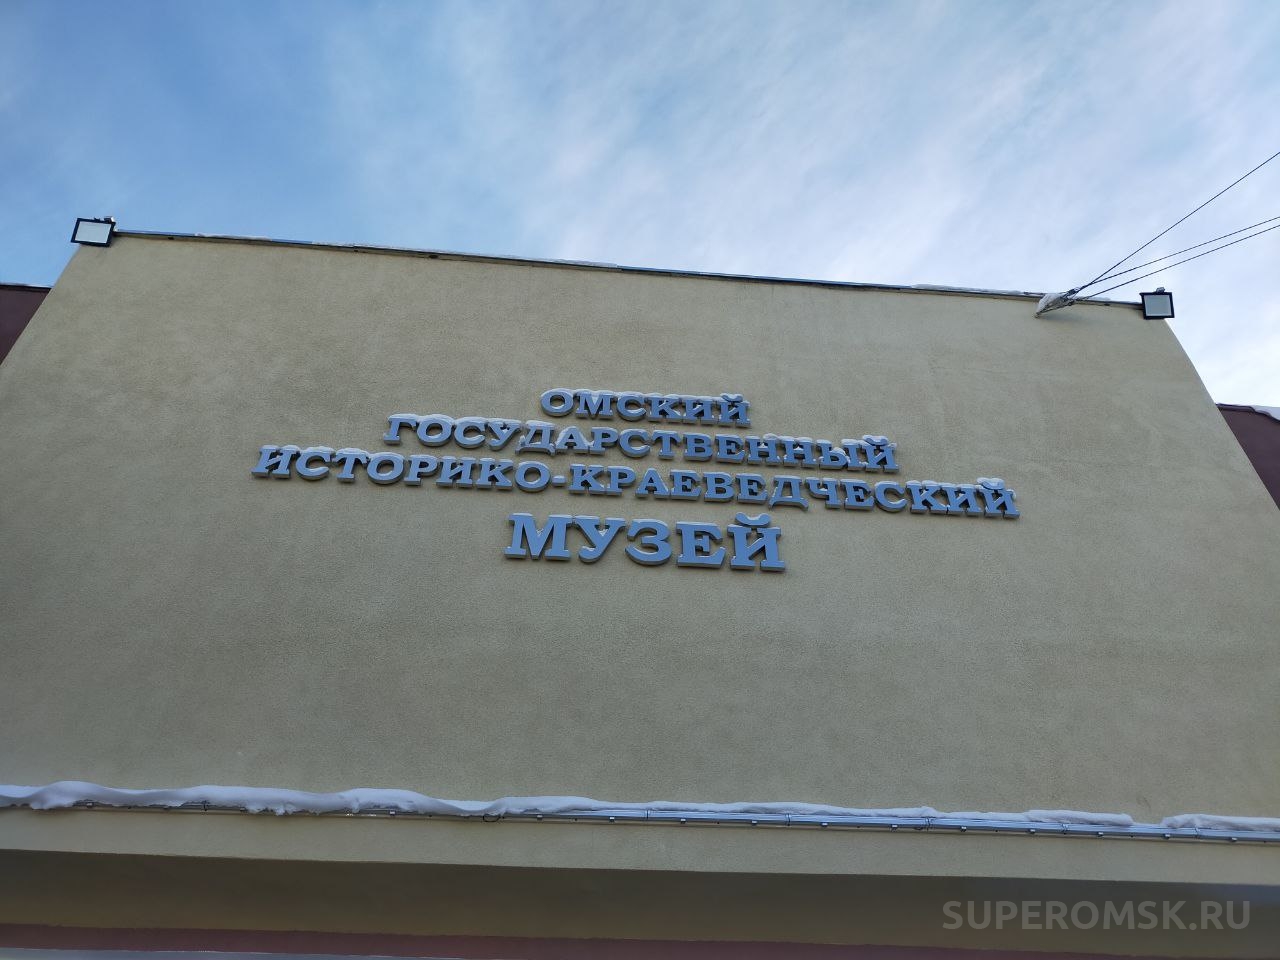 ОМСКИЙ
ГОСУДАРСТВЕННЫЙ
ИСТОРИКО-КРАЕВЕДЧЕСКИЙ
МУЗЕЙ
SUPEROMSK.RU